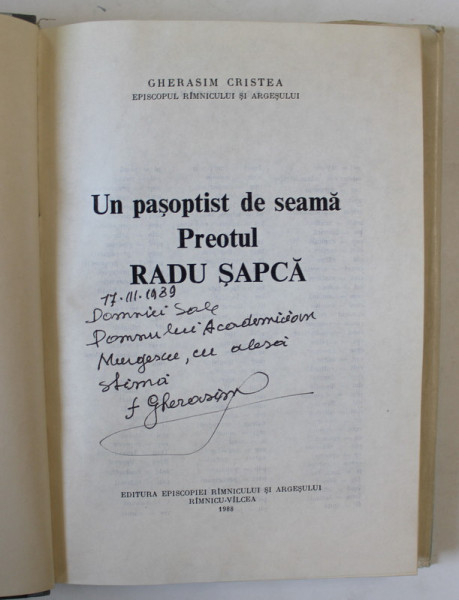 GHERASIM CRISTEA
EPISCOPUL RÎMNICULUI ȘI ARGEȘULUI
Un pașoptist de seamă
Preotul
RADU ȘAPCĂ
17.III.1989
Domniei Sale
Domnului Academician
Murgescu, cu aleasă
stimă
† Gherasim
EDITURA EPISCOPIEI RÎMNICULUI ȘI ARGEȘULUI
RÎMNICU-VÎLCEA
1988